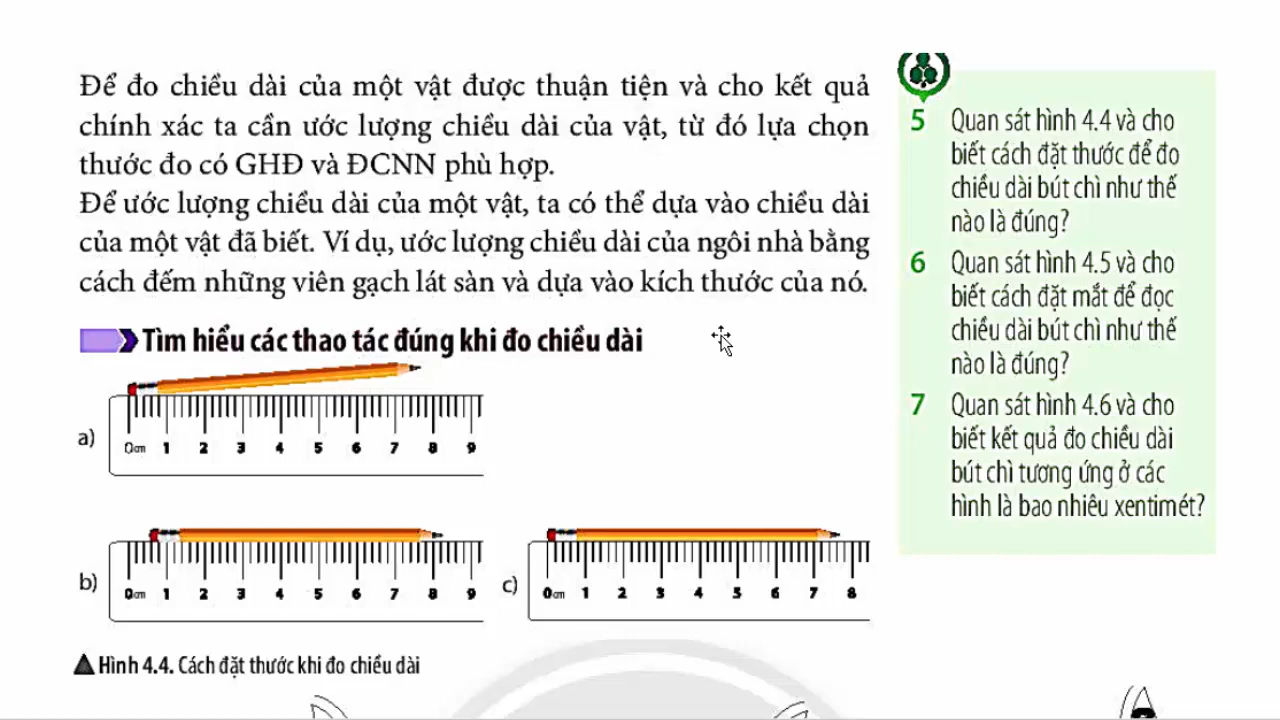 Để đo chiều dài của một vật được thuận tiện và cho kết quả
chính xác ta cần ước lượng chiều dài của vật, từ đó lựa chọn
thước đo có GHĐ và ĐCNN phù hợp.
Để ước lượng chiều dài của một vật, ta có thể dựa vào chiều dài
của một vật đã biết. Ví dụ, ước lượng chiều dài của ngôi nhà bằng
cách đếm những viên gạch lát sàn và dựa vào kích thước của nó.
Tìm hiểu các thao tác đúng khi đo chiều dài
a)
0cm 1 2 3 4 5 6 7 8 9
b)
0cm 1 2 3 4 5 6 7 8 9
c)
0cm 1 2 3 4 5 6 7 8
Hình 4.4. Cách đặt thước khi đo chiều dài
5 Quan sát hình 4.4 và cho
biết cách đặt thước để đo
chiều dài bút chì như thế
nào là đúng?
6 Quan sát hình 4.5 và cho
biết cách đặt mắt để đọc
chiều dài bút chì như thế
nào là đúng?
7 Quan sát hình 4.6 và cho
biết kết quả đo chiều dài
bút chì tương ứng ở các
hình là bao nhiêu xentimét?